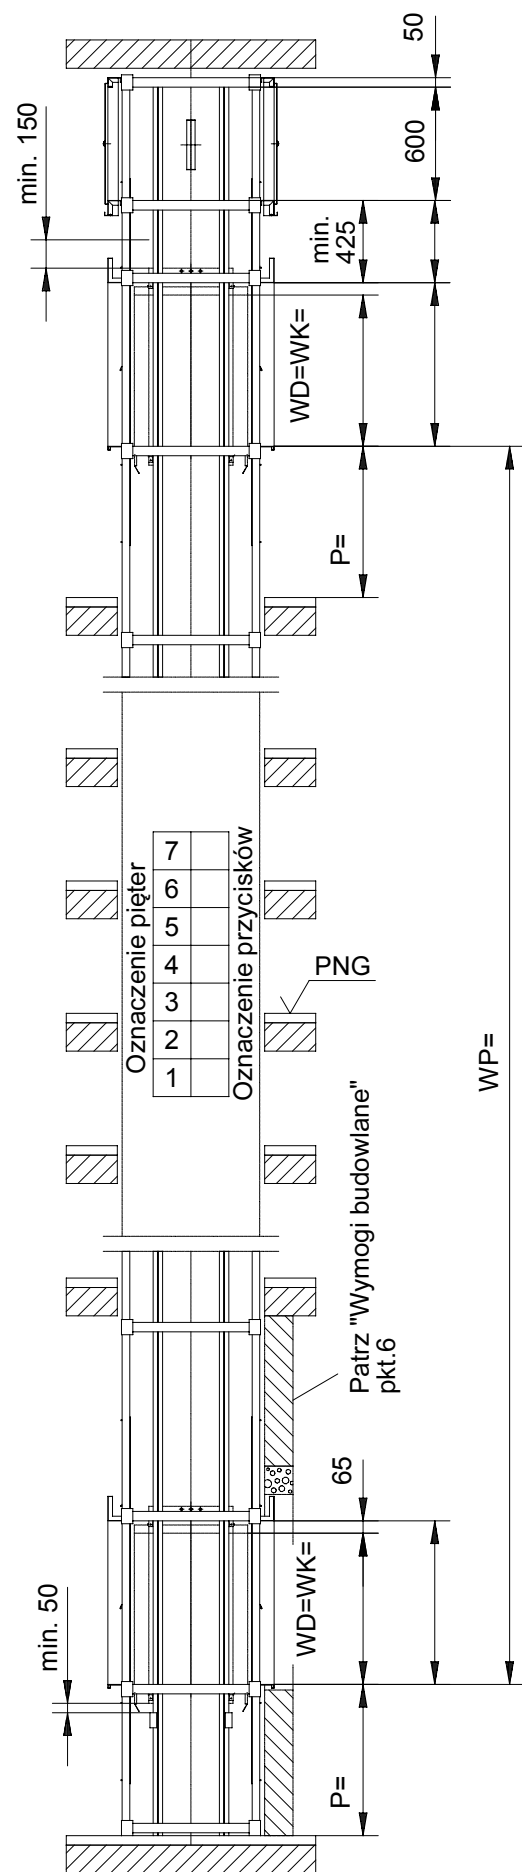 50
min. 150
600
min.
425
WD=WK=
P=
Oznaczenie pięter
7
6
5
4
3
2
1
Oznaczenie przycisków
PNG
WP=
Patrz "Wymogi budowlane"
pkt.6
65
min. 50
WD=WK=
P=